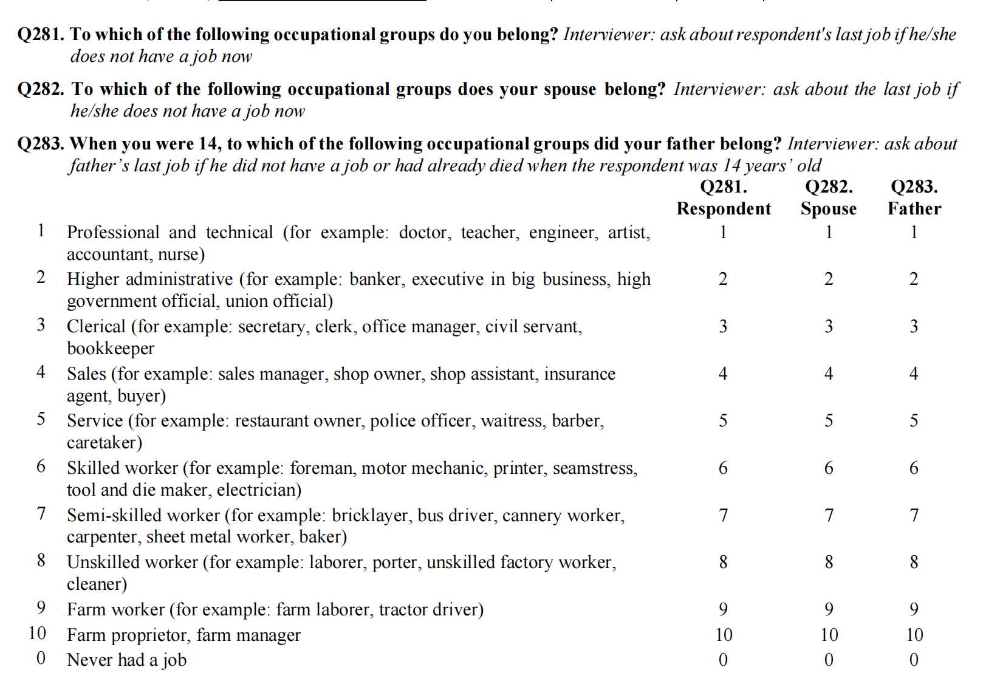 Q281. To which of the following occupational groups do you belong? Interviewer: ask about respondent's last job if he/she
does not have a job now
Q282. To which of the following occupational groups does your spouse belong? Interviewer: ask about the last job if
he/she does not have a job now
Q283. When you were 14, to which of the following occupational groups did your father belong? Interviewer: ask about
father’s last job if he did not have a job or had already died when the respondent was 14 years’ old
Q281. Q282. Q283.
Respondent Spouse Father
1 Professional and technical (for example: doctor, teacher, engineer, artist, 1 1 1
accountant, nurse)
2 Higher administrative (for example: banker, executive in big business, high 2 2 2
government official, union official)
3 Clerical (for example: secretary, clerk, office manager, civil servant, 3 3 3
bookkeeper
4 Sales (for example: sales manager, shop owner, shop assistant, insurance 4 4 4
agent, buyer)
5 Service (for example: restaurant owner, police officer, waitress, barber, 5 5 5
caretaker)
6 Skilled worker (for example: foreman, motor mechanic, printer, seamstress, 6 6 6
tool and die maker, electrician)
7 Semi-skilled worker (for example: bricklayer, bus driver, cannery worker, 7 7 7
carpenter, sheet metal worker, baker)
8 Unskilled worker (for example: laborer, porter, unskilled factory worker, 8 8 8
cleaner)
9 Farm worker (for example: farm laborer, tractor driver) 9 9 9
10 Farm proprietor, farm manager 10 10 10
0 Never had a job 0 0 0